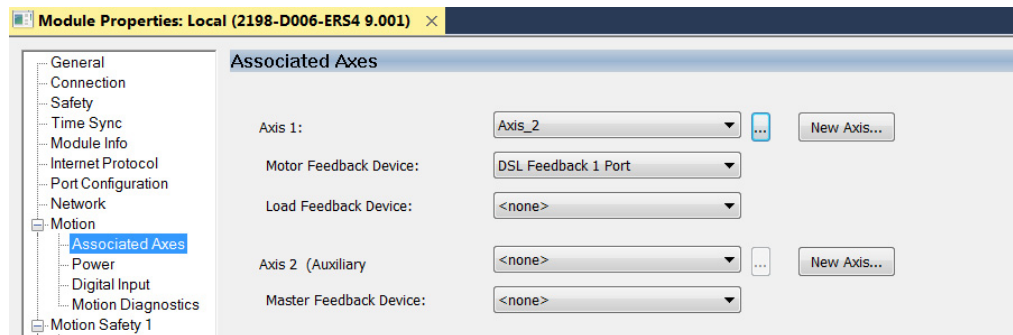 Module Properties: Local (2198-D006-ERS4 9.001) ×
General
Connection
Safety
Time Sync
Module Info
Internet Protocol
Port Configuration
Network
Motion
Associated Axes
Power
Digital Input
Motion Diagnostics
Motion Safety 1
Associated Axes
Axis 1: Axis_2 ... New Axis...
Motor Feedback Device: DSL Feedback 1 Port
Load Feedback Device: <none>
Axis 2 (Auxiliary <none> ... New Axis...
Master Feedback Device: <none>